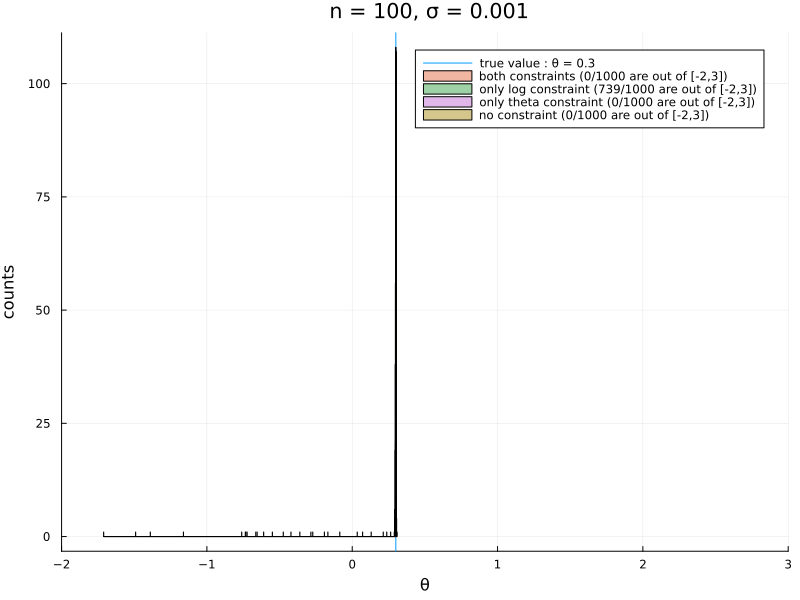 n = 100, σ = 0.001
true value : θ = 0.3
both constraints (0/1000 are out of [-2,3])
only log constraint (739/1000 are out of [-2,3])
only theta constraint (0/1000 are out of [-2,3])
no constraint (0/1000 are out of [-2,3])
counts
100
75
50
25
0
−2 −1 0 1 2 3
θ